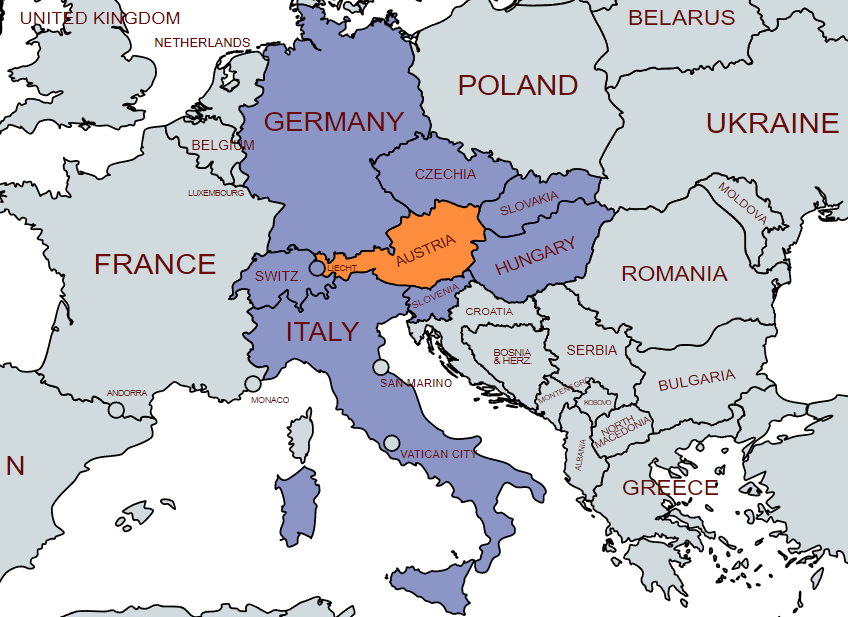 UNITED KINGDOM
BELARUS
NETHERLANDS
POLAND
GERMANY
UKRAINE
BELGIUM
CZECHIA
LUXEMBOURG
SLOVAKIA
MOLDOVA
AUSTRIA
HUNGARY
FRANCE
SWITZ.
LIECHT.
ROMANIA
SLOVENIA
CROATIA
ITALY
BOSNIA
& HERZ.
SERBIA
SAN MARINO
BULGARIA
MONTENEGRO
ANDORRA
MONACO
KOSOVO
NORTH
MACEDONIA
VATICAN CITY
ALBANIA
N
GREECE